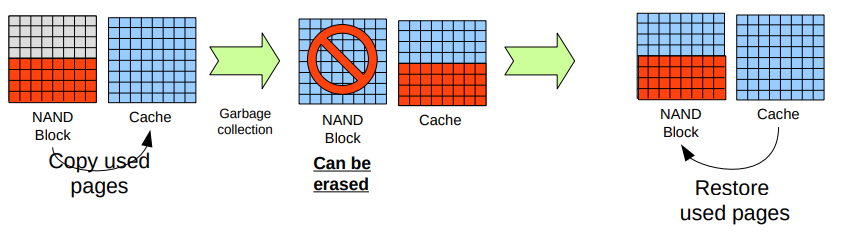 NAND
Block
Cache
Copy used
pages
Garbage
collection
NAND
Block
Can be
erased
Cache
NAND
Block
Cache
Restore
used pages